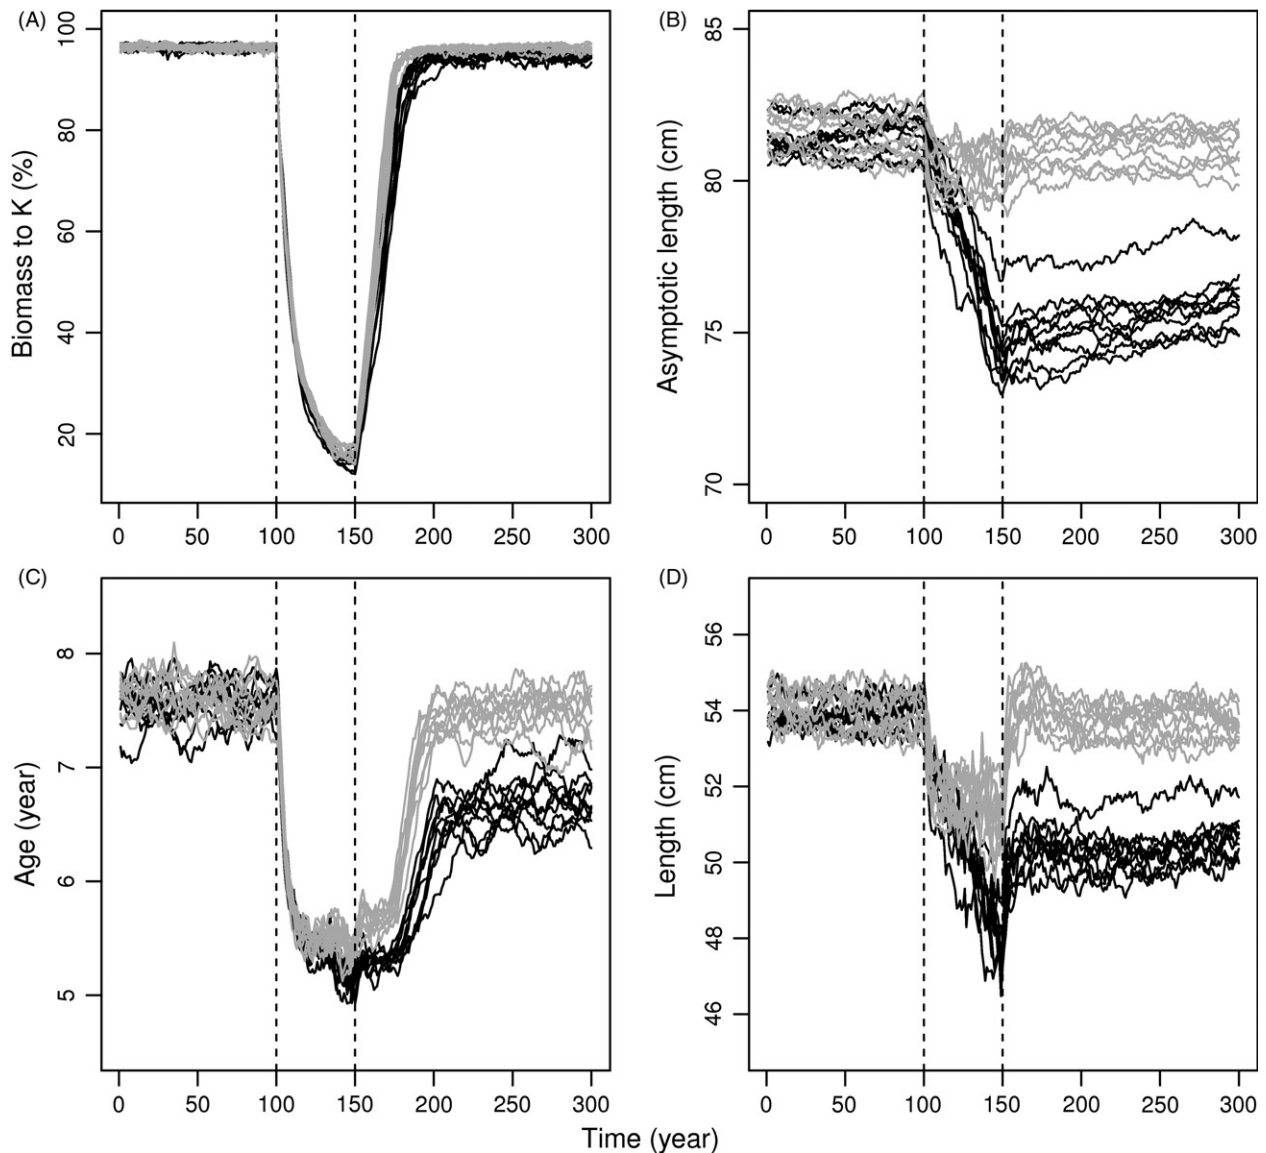 (A)
Biomass to K (%)
100
80
60
40
20
0 50 100 150 200 250 300
(B)
Asymptotic length (cm)
85
80
75
70
0 50 100 150 200 250 300
(C)
Age (year)
8
7
6
5
0 50 100 150 200 250 300
(D)
Length (cm)
56
54
52
50
48
46
0 50 100 150 200 250 300
Time (year)